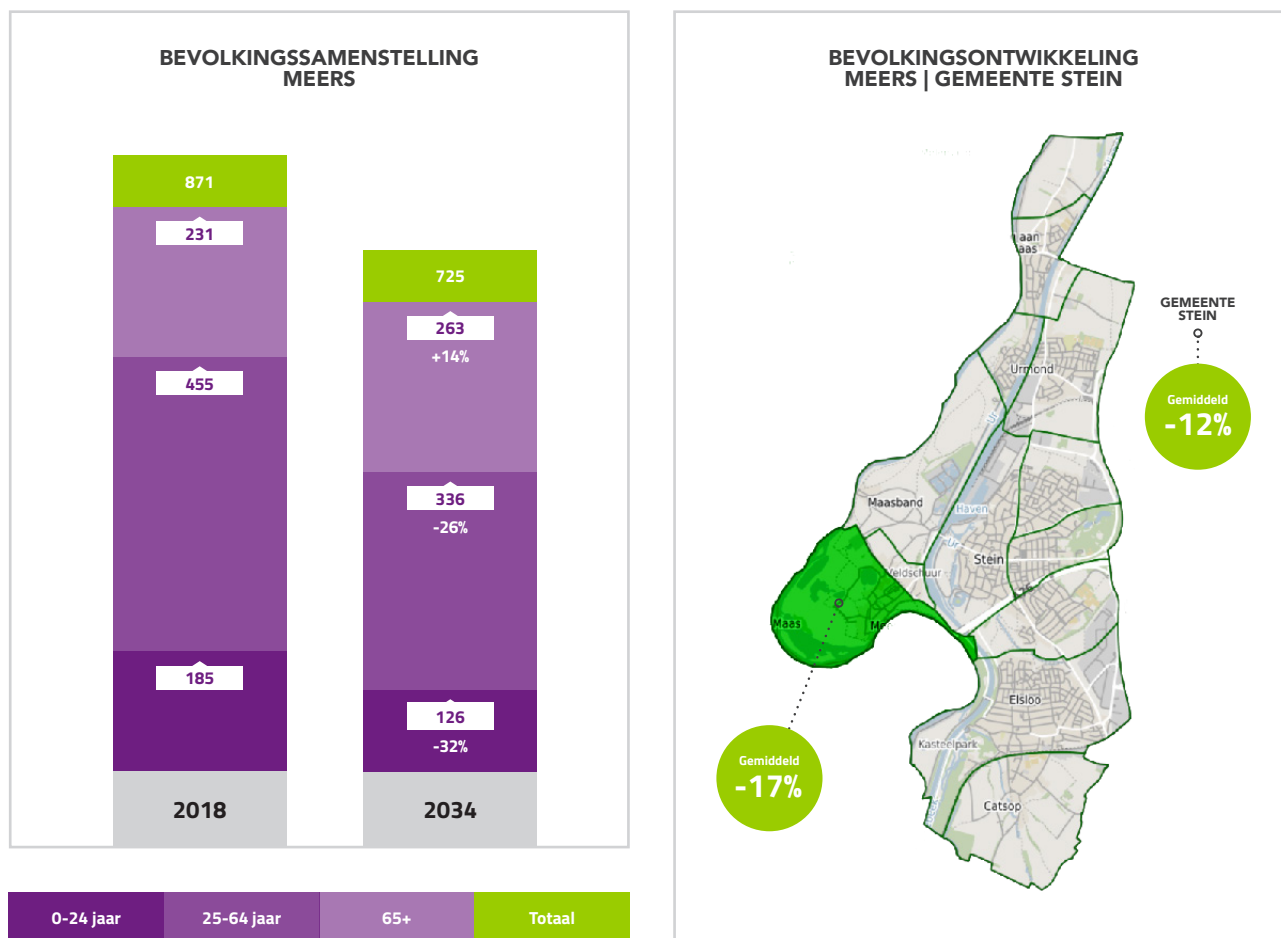 BEVOLKINGSSAMENSTELLING
MEERS
871
231
455
185
2018
725
263
+14%
336
-26%
126
-32%
2034
0-24 jaar
25-64 jaar
65+
Totaal
BEVOLKINGSONTWIKKELING
MEERS | GEMEENTE STEIN
GEMEENTE
STEIN
Gemiddeld
-12%
Urmond
Maasband
Haven
Stein
Veldschuur
Maas
Elsloo
Kasteelpark
Catsop
Gemiddeld
-17%